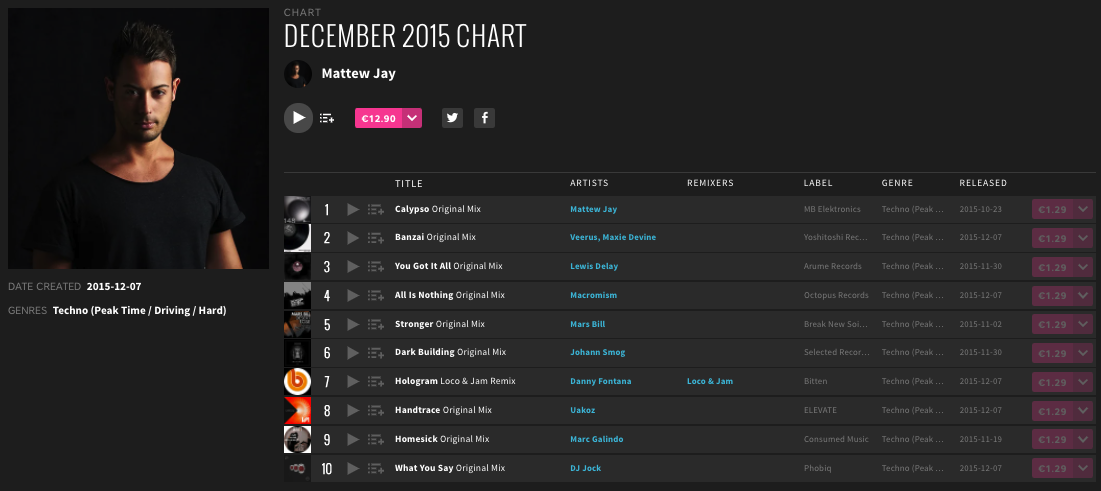 CHART
DECEMBER 2015 CHART
Mattew Jay
€12.90
DATE CREATED 2015-12-07
GENRES Techno (Peak Time / Driving / Hard)
TITLE ARTISTS REMIXERS LABEL GENRE RELEASED
1 Calypso Original Mix Mattew Jay MB Elektronics Techno (Peak ... 2015-10-23 €1.29
2 Banzai Original Mix Veerus, Maxie Devine Yoshitoshi Rec... Techno (Peak ... 2015-12-07 €1.29
3 You Got It All Original Mix Lewis Delay Arume Records Techno (Peak ... 2015-11-30 €1.29
4 All Is Nothing Original Mix Macromism Octopus Records Techno (Peak ... 2015-12-07 €1.29
5 Stronger Original Mix Mars Bill Break New Soi... Techno (Peak ... 2015-11-02 €1.29
6 Dark Building Original Mix Johann Smog Selected Recor... Techno (Peak ... 2015-11-30 €1.29
7 Hologram Loco & Jam Remix Danny Fontana Loco & Jam Bitten Techno (Peak ... 2015-12-07 €1.29
8 Handtrace Original Mix Uakoz ELEVATE Techno (Peak ... 2015-12-07 €1.29
9 Homesick Original Mix Marc Galindo Consumed Music Techno (Peak ... 2015-11-19 €1.29
10 What You Say Original Mix DJ Jock Phobiq Techno (Peak ... 2015-12-07 €1.29